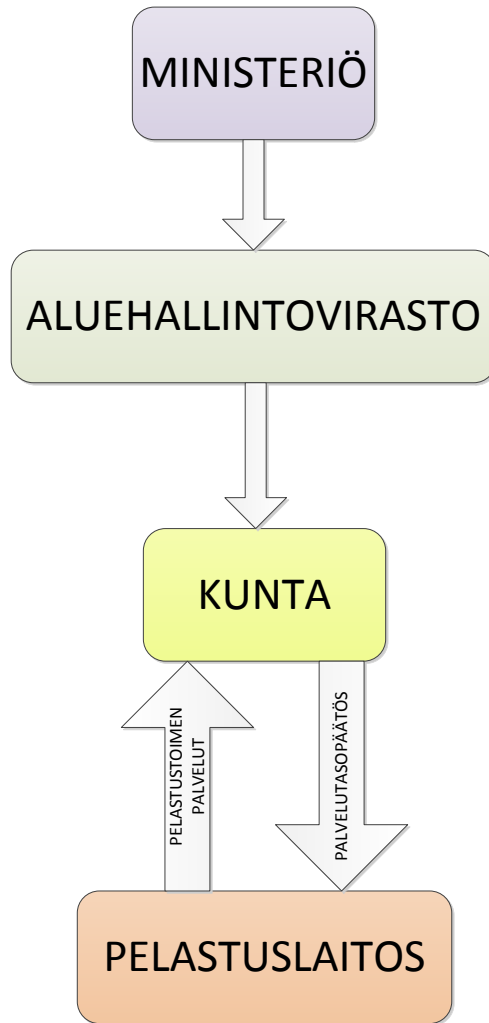 MINISTERIÖ
ALUEHALLINTOVIRASTO
KUNTA
PELASTUSTOIMEN
PALVELUT
PALVELUTASOPÄÄTÖS
PELASTUSLAITOS